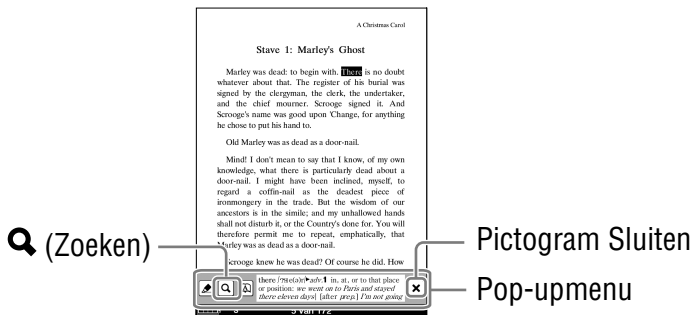 A Christmas Carol
Stave 1: Marley's Ghost
Marley was dead: to begin with. There is no doubt
whatever about that. The register of his burial was
signed by the clergyman, the clerk, the undertaker,
and the chief mourner. Scrooge signed it. And
Scrooge's name was good upon 'Change, for anything
he chose to put his hand to.
Old Marley was as dead as a door-nail.
Mind! I don't mean to say that I know, of my own
knowledge, what there is particularly dead about a
door-nail. I might have been inclined, myself, to
regard a coffin-nail as the deadest piece of
ironmongery in the trade. But the wisdom of our
ancestors is in the simile; and my unhallowed hands
shall not disturb it, or the Country's done for. You will
therefore permit me to repeat, emphatically, that
Marley was as dead as a door-nail.
Scrooge knew he was dead? Of course he did. How
(Zoeken)
Pictogram Sluiten
Pop-upmenu
there adv. 1 in, at, or to that place
or position: we went on to Paris and stayed
there eleven days| [after prep.] I'm not going
5 van 172